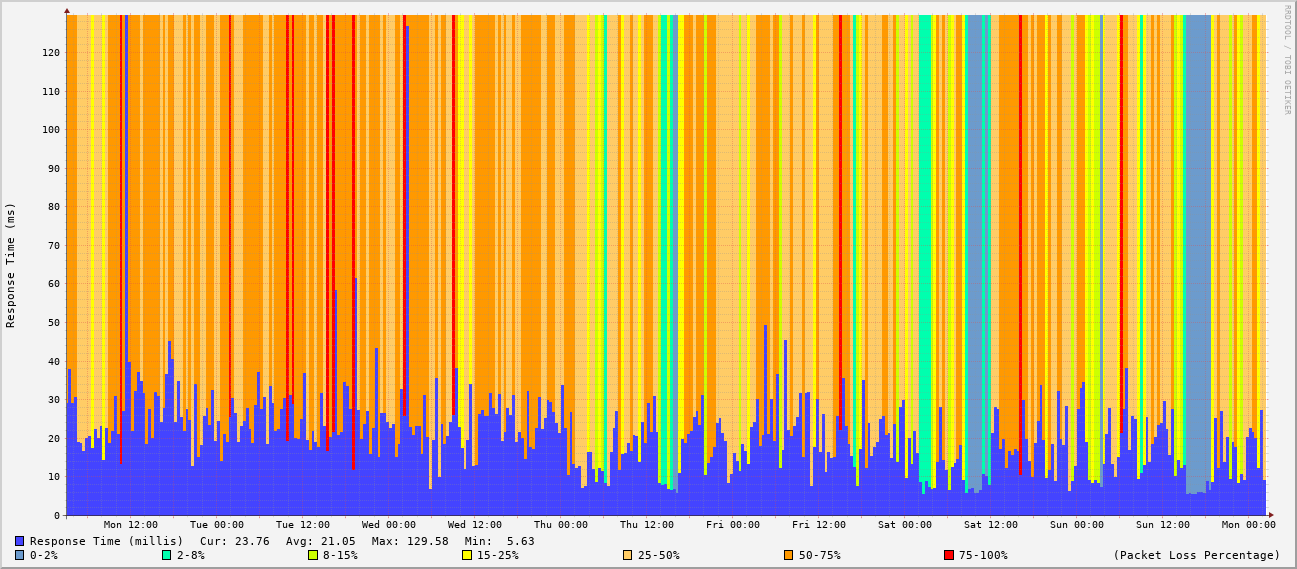 RRDTOOL / TOBI OETIKER
Response Time (ms)
120
110
100
90
80
70
60
50
40
30
20
10
0
Mon 12:00 Tue 00:00 Tue 12:00 Wed 00:00 Wed 12:00 Thu 00:00 Thu 12:00 Fri 00:00 Fri 12:00 Sat 00:00 Sat 12:00 Sun 00:00 Sun 12:00 Mon 00:00
Response Time (millis) Cur: 23.76 Avg: 21.05 Max: 129.58 Min: 5.63
0-2% 2-8% 8-15% 15-25% 25-50% 50-75% 75-100% (Packet Loss Percentage)